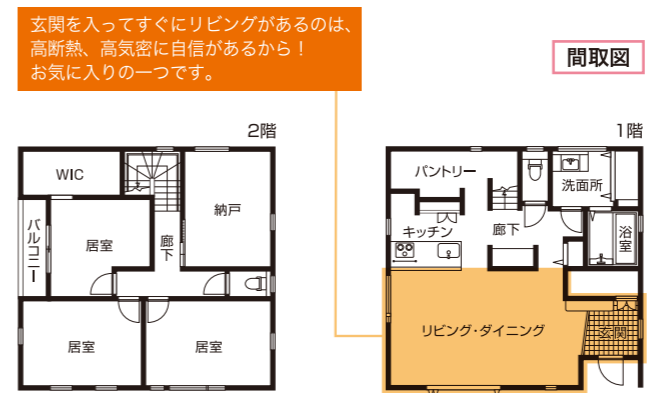 玄関を入ってすぐにリビングがあるのは、
高断熱、高気密に自信があるから！
お気に入りの一つです。
間取図
2階
WIC
納戸
バルコニー
居室
廊下
居室
居室
1階
パントリー
洗面所
キッチン
廊下
浴室
リビング・ダイニング
玄関